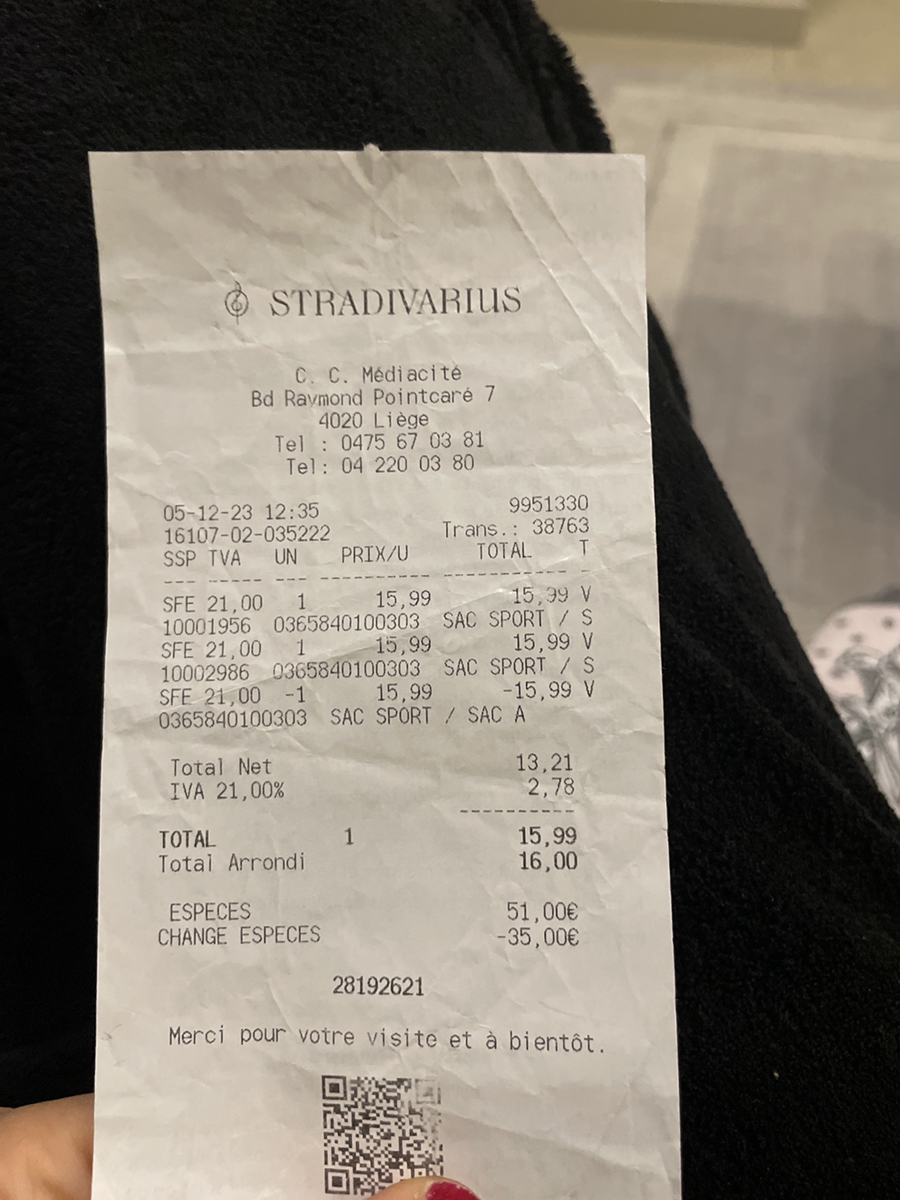 STRADIVARIUS
C. C. Médiacité
Bd Raymond Pointcaré 7
4020 Liège
Tel : 0475 67 03 81
Tel: 04 220 03 80
05-12-23 12:35 9951330
16107-02-035222 Trans.: 38763
SSP TVA UN PRIX/U TOTAL T
--- ----- --- ---------- ----------- -
SFE 21,00 1 15,99 15,99 V
10001956 0365840100303 SAC SPORT / S
SFE 21,00 1 15,99 15,99 V
10002986 0365840100303 SAC SPORT / S
SFE 21,00 -1 15,99 -15,99 V
0365840100303 SAC SPORT / SAC A
Total Net 13,21
IVA 21,00% 2,78
----------
TOTAL 1 15,99
Total Arrondi 16,00
ESPECES 51,00€
CHANGE ESPECES -35,00€
28192621
Merci pour votre visite et à bientôt.